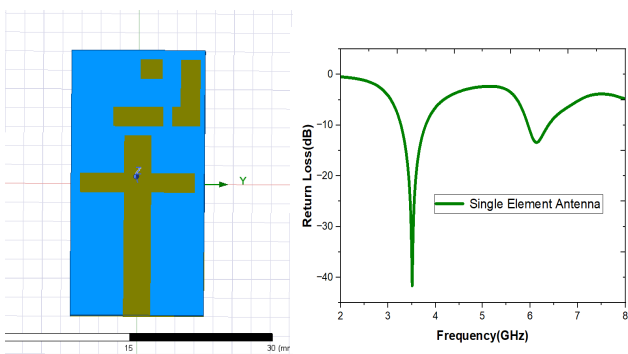 Y
15
30 (mm
Return Loss(dB)
0
−10
−20
−30
−40
Single Element Antenna
2 3 4 5 6 7 8
Frequency(GHz)